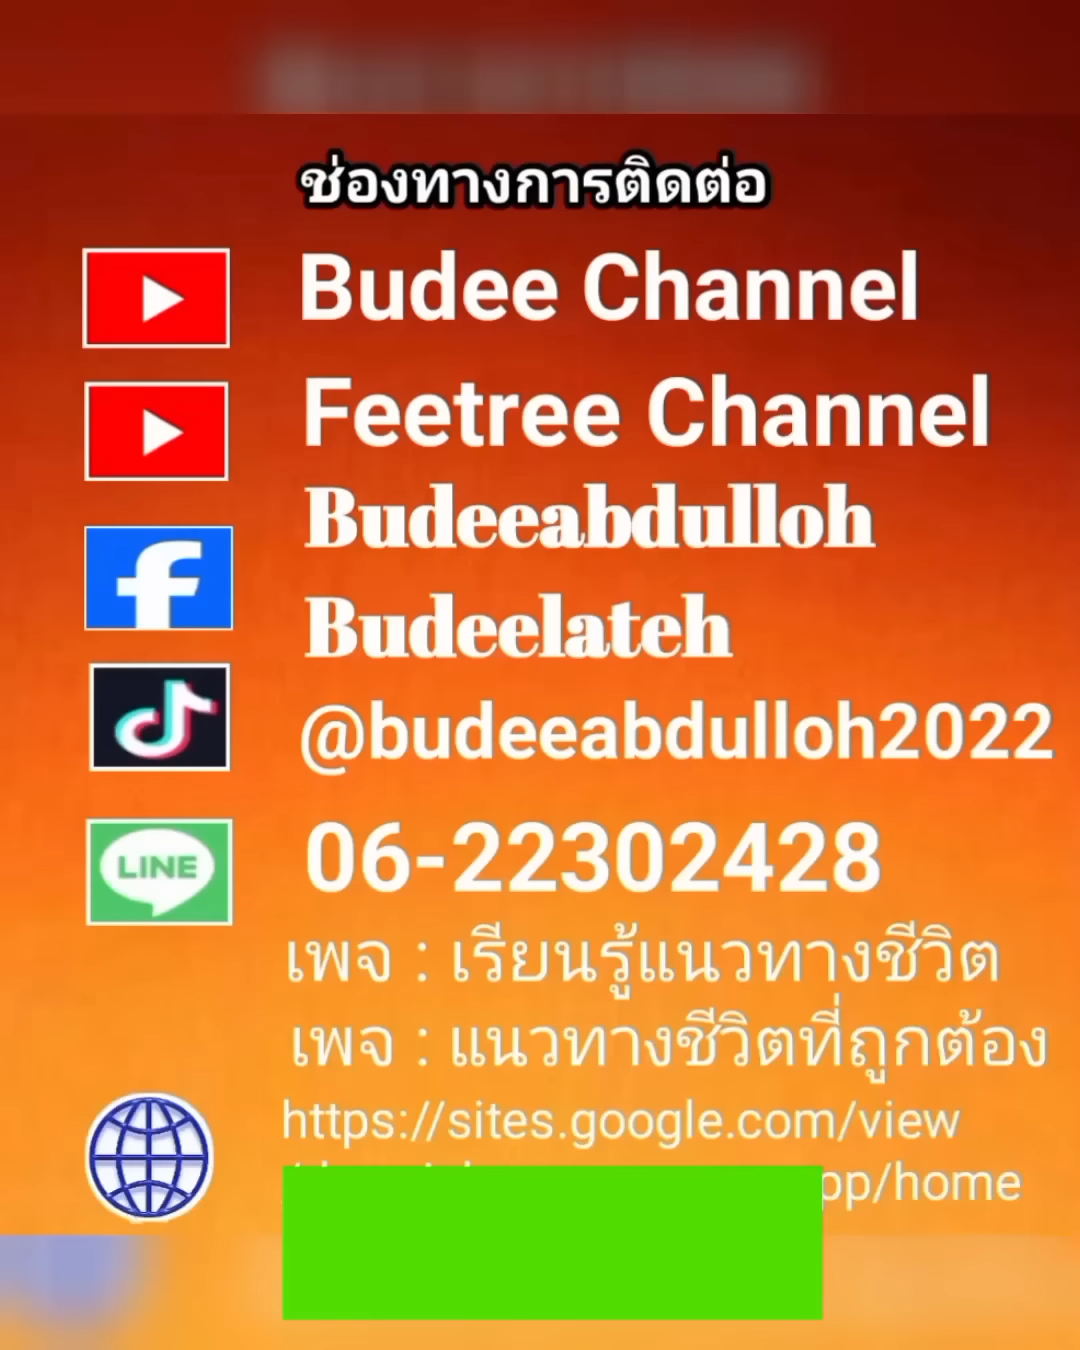 ช่องทางการติดต่อ
Budee Channel
Feetree Channel
Budeeabdulloh
Budeelateh
@budeeabdulloh2022
LINE
06-22302428
เพจ : เรียนรู้แนวทางชีวิต
เพจ : แนวทางชีวิตที่ถูกต้อง
https://sites.google.com/view
pp/home